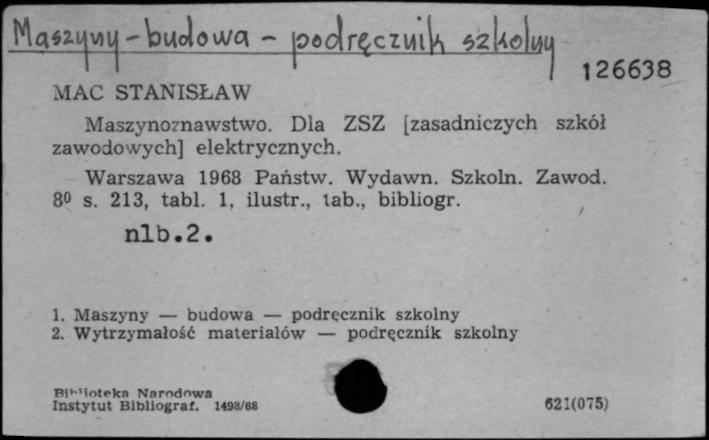 Maszyny - budowa - podręcznik szkolny
126638
MAC STANISŁAW
Maszynoznawstwo. Dla ZSZ [zasadniczych szkół
zawodowych] elektrycznych.
Warszawa 1968 Państw. Wydawn. Szkoln. Zawod.
8⁰ s. 213, tabl. 1, ilustr., tab., bibliogr.
nlb.2.
1. Maszyny — budowa — podręcznik szkolny
2. Wytrzymałość materiałów — podręcznik szkolny
Biblioteka Narodowa
Instytut Bibliograf. 1498/68
621(075)